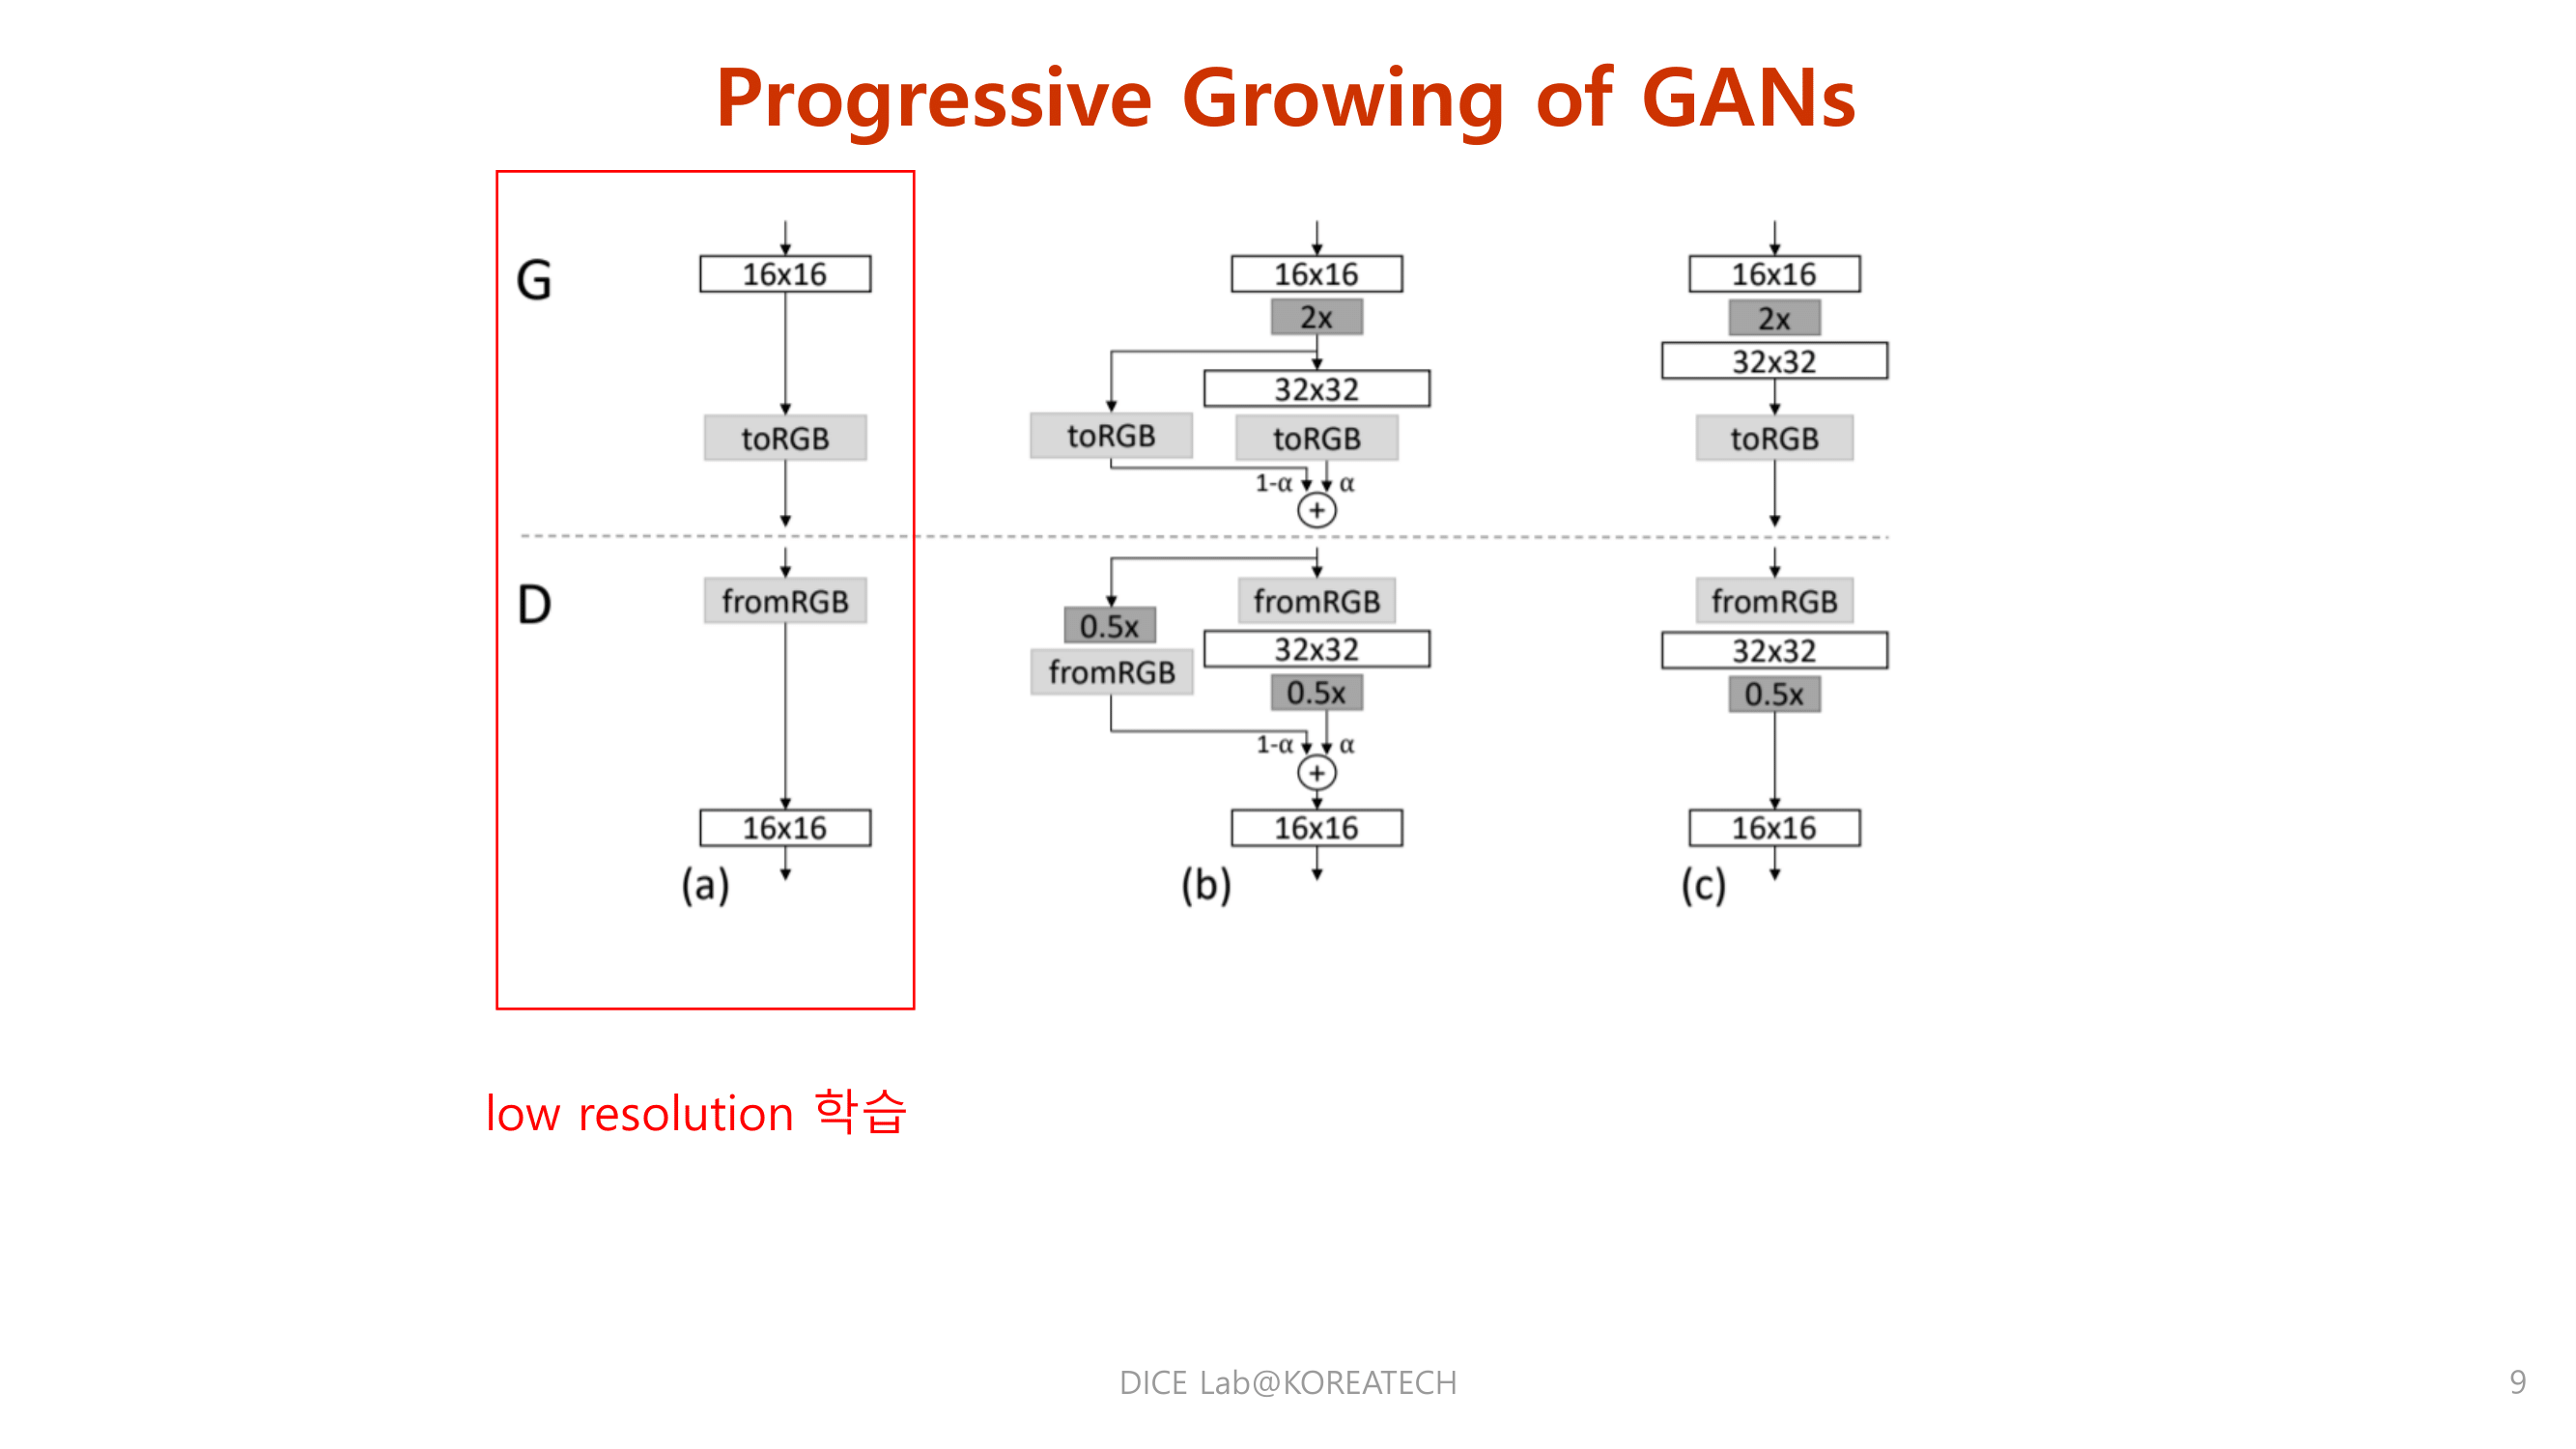 Progressive Growing of GANs
G
16x16
toRGB
D
fromRGB
16x16
(a)
16x16
2x
32x32
toRGB
toRGB
1-α
α
+
fromRGB
0.5x
32x32
fromRGB
0.5x
1-α
α
+
16x16
(b)
16x16
2x
32x32
toRGB
fromRGB
32x32
0.5x
16x16
(c)
low resolution 학습
DICE Lab@KOREATECH
9